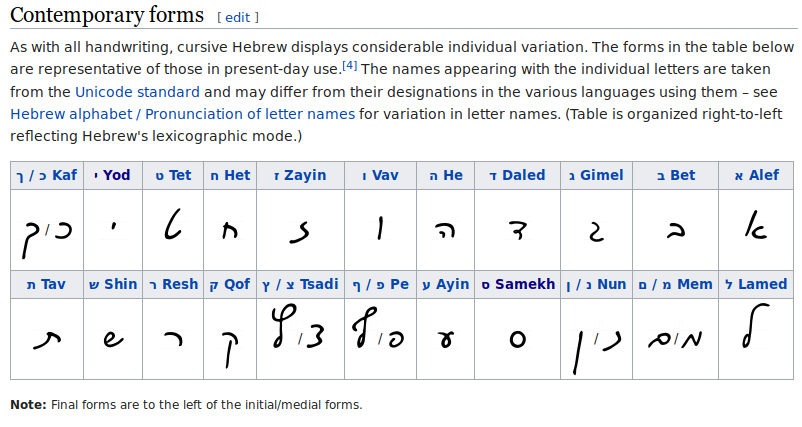 Contemporary forms [ edit ]
As with all handwriting, cursive Hebrew displays considerable individual variation. The forms in the table below
are representative of those in present-day use.[4] The names appearing with the individual letters are taken
from the Unicode standard and may differ from their designations in the various languages using them – see
Hebrew alphabet / Pronunciation of letter names for variation in letter names. (Table is organized right-to-left
reflecting Hebrew's lexicographic mode.)
ך / כ Kaf י Yod ט Tet ח Het ז Zayin ו Vav ה He ד Daled ג Gimel ב Bet א Alef
ך / כ י ט ח ז ו ה ד ג ב א
ת Tav ש Shin ר Resh ק Qof ץ / צ Tsadi ף / פ Pe ע Ayin ס Samekh ן / נ Nun ם / מ Mem ל Lamed
ת ש ר ק ץ / צ ף / פ ע ס ן / נ ם / מ ל
Note: Final forms are to the left of the initial/medial forms.